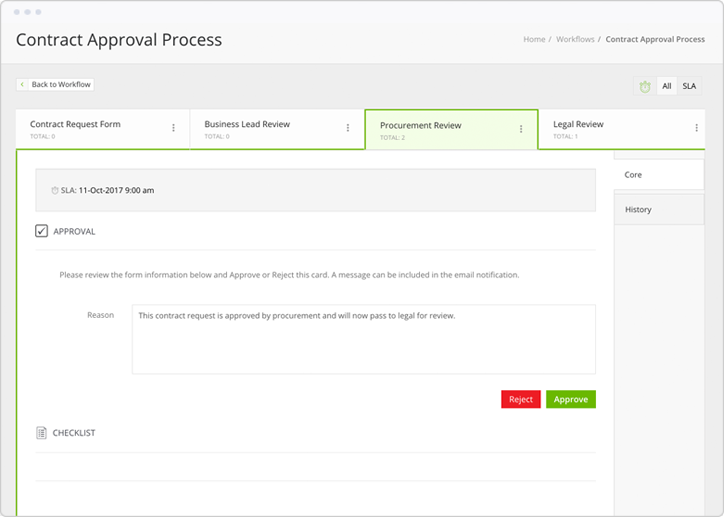 Contract Approval Process
Home / Workflows / Contract Approval Process
Back to Workflow
All SLA
Contract Request Form
TOTAL: 0
Business Lead Review
TOTAL: 0
Procurement Review
TOTAL: 2
Legal Review
TOTAL: 1
Core
History
SLA: 11-Oct-2017 9:00 am
APPROVAL
Please review the form information below and Approve or Reject this card. A message can be included in the email notification.
Reason
This contract request is approved by procurement and will now pass to legal for review.
Reject Approve
CHECKLIST